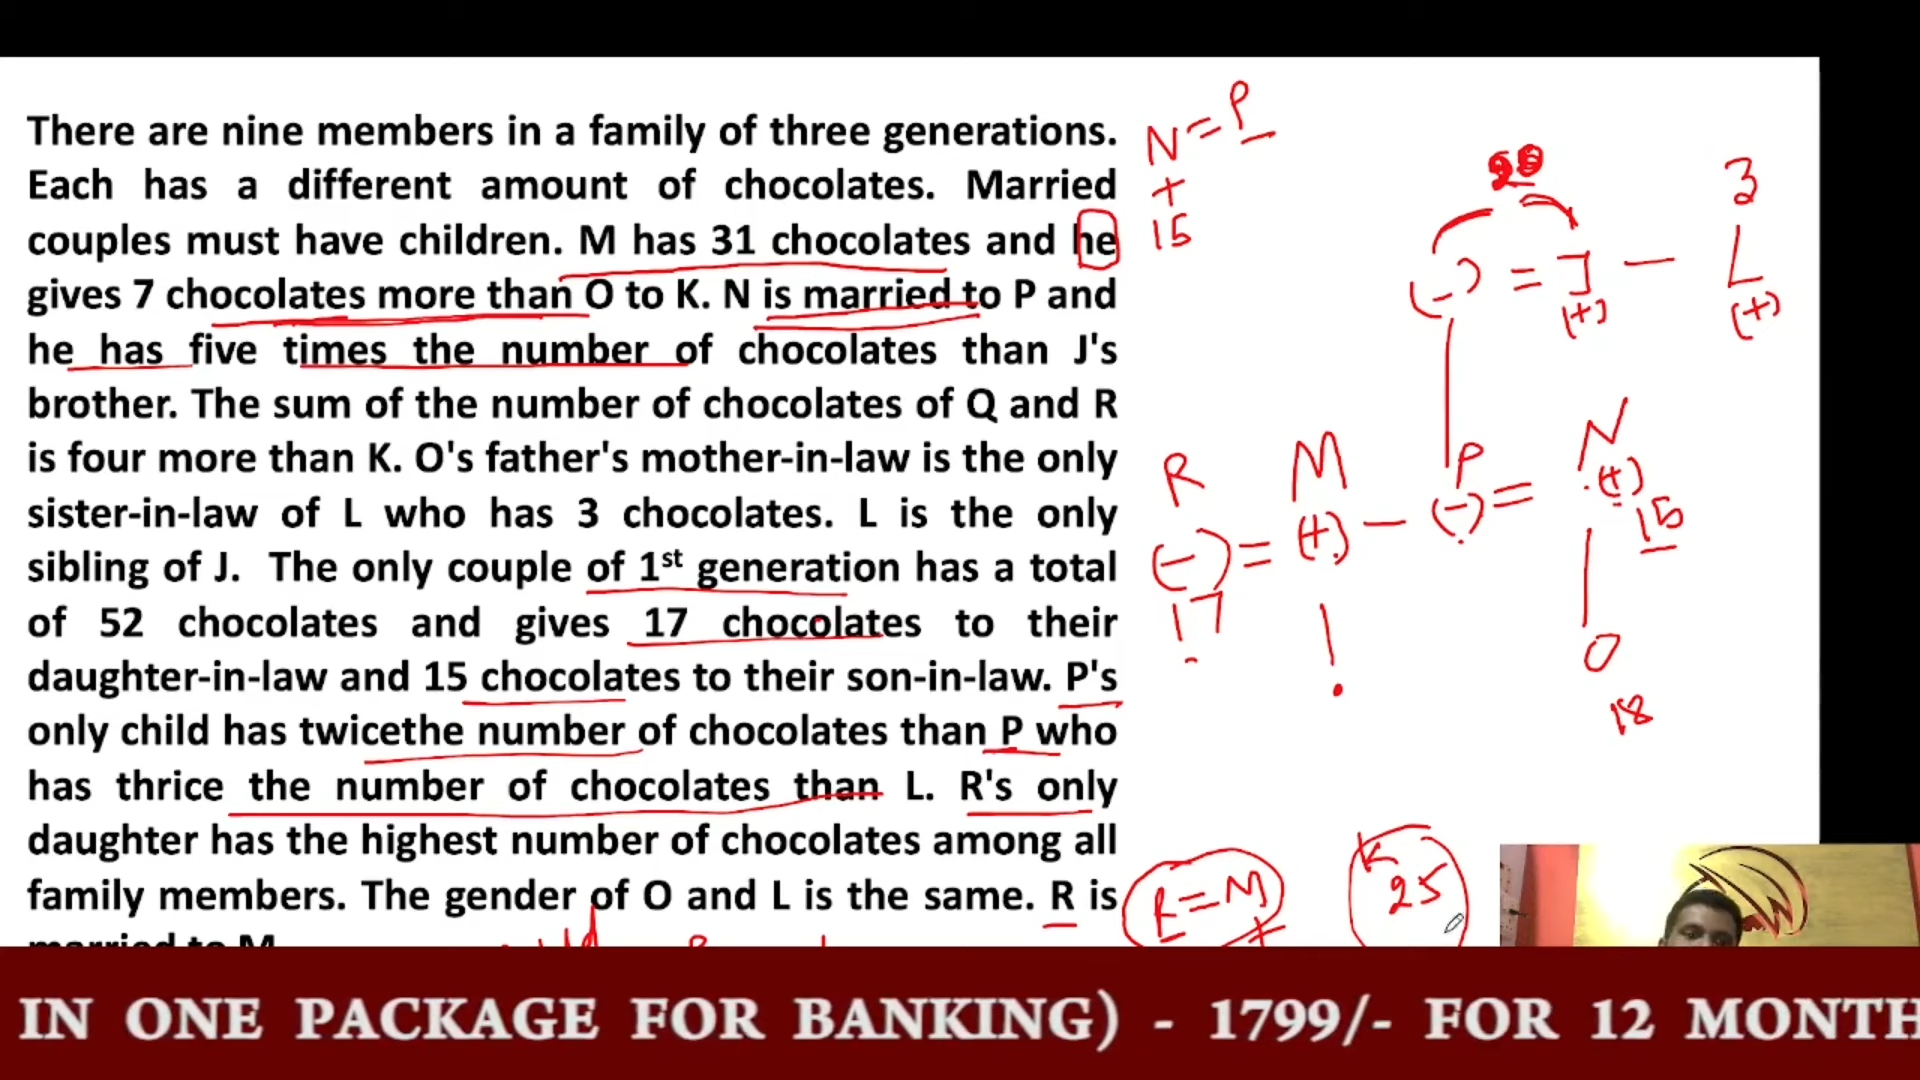 There are nine members in a family of three generations.
Each has a different amount of chocolates. Married
couples must have children. M has 31 chocolates and he
gives 7 chocolates more than O to K. N is married to P and
he has five times the number of chocolates than J's
brother. The sum of the number of chocolates of Q and R
is four more than K. O's father's mother-in-law is the only
sister-in-law of L who has 3 chocolates. L is the only
sibling of J. The only couple of 1st generation has a total
of 52 chocolates and gives 17 chocolates to their
daughter-in-law and 15 chocolates to their son-in-law. P's
only child has twicethe number of chocolates than P who
has thrice the number of chocolates than L. R's only
daughter has the highest number of chocolates among all
family members. The gender of O and L is the same. R is
married to M
N = P
+
15
3
(-) = J - L
(+) (+)
R M P N
(-) = (+) - (-) = (+)
17 15
O
18
R = M
+
K
25
IN ONE PACKAGE FOR BANKING) - 1799/- FOR 12 MONTH